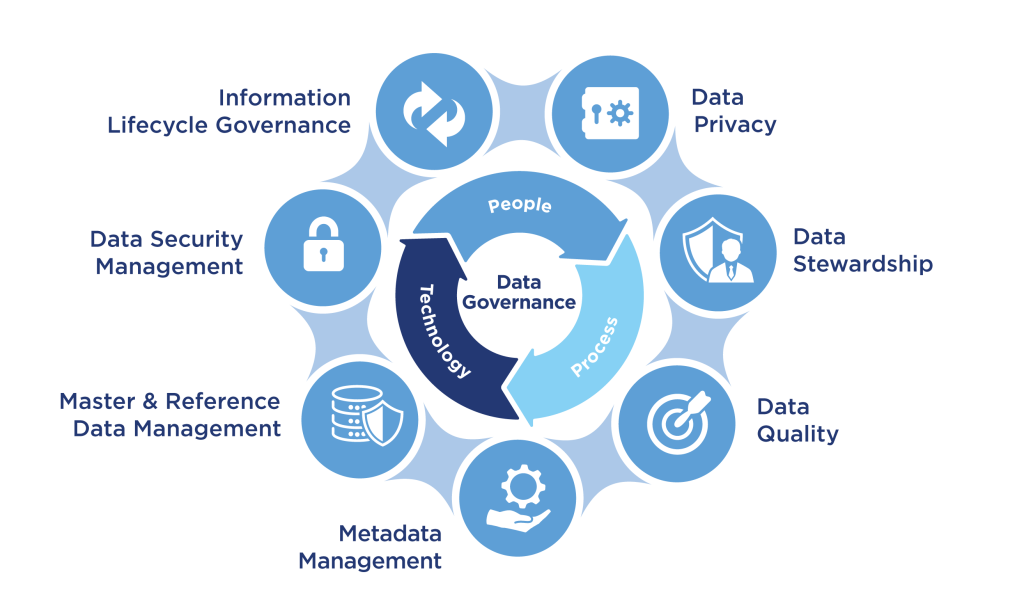 Information
Lifecycle Governance
Data
Privacy
Data Security
Management
Data
Stewardship
People
Technology
Process
Data
Governance
Master & Reference
Data Management
Data
Quality
Metadata
Management